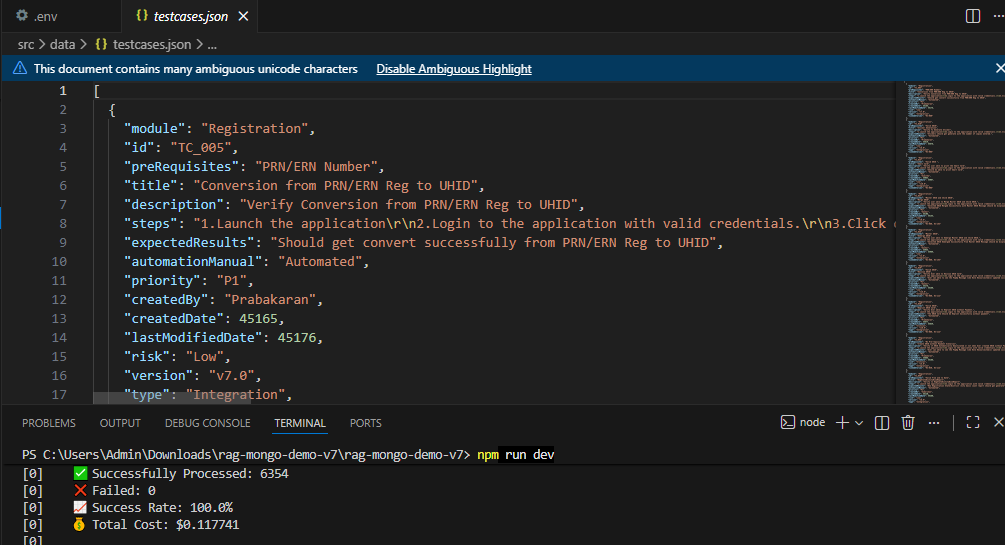 .env
{} testcases.json
src > data > {} testcases.json > ...
This document contains many ambiguous unicode characters Disable Ambiguous Highlight
1 [
2 {
3 "module": "Registration",
4 "id": "TC_005",
5 "preRequisites": "PRN/ERN Number",
6 "title": "Conversion from PRN/ERN Reg to UHID",
7 "description": "Verify Conversion from PRN/ERN Reg to UHID",
8 "steps": "1.Launch the application\r\n2.Login to the application with valid credentials.\r\n3.Click
9 "expectedResults": "Should get convert successfully from PRN/ERN Reg to UHID",
10 "automationManual": "Automated",
11 "priority": "P1",
12 "createdBy": "Prabakaran",
13 "createdDate": 45165,
14 "lastModifiedDate": 45176,
15 "risk": "Low",
16 "version": "v7.0",
17 "type": "Integration",
PROBLEMS OUTPUT DEBUG CONSOLE TERMINAL PORTS node
PS C:\Users\Admin\Downloads\rag-mongo-demo-v7\rag-mongo-demo-v7> npm run dev
[0] ✅ Successfully Processed: 6354
[0] ❌ Failed: 0
[0] 📈 Success Rate: 100.0%
[0] 💰 Total Cost: $0.117741
[0]